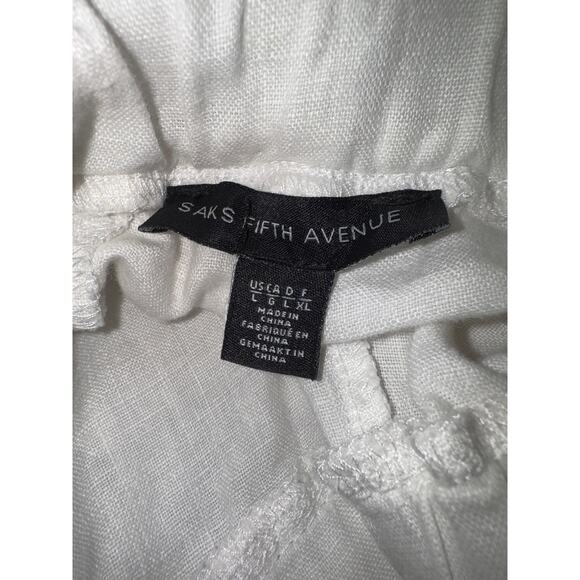 SAKS FIFTH AVENUE
US CA D F
L G L XL
MADE IN
CHINA
FABRIQUÉ EN
CHINA
GEMAAKT IN
CHINA